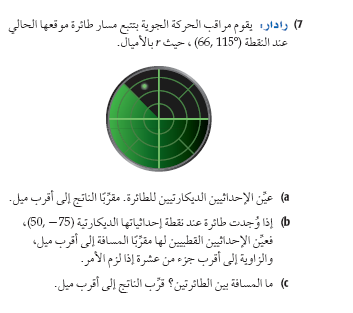 (7 رادار: يقوم مراقب الحركة الجوية بتتبع مسار طائرة موقعها الحالي
عند النقطة (66, 115°) ، حيث r بالأميال.
(a عيّن الإحداثيين الديكارتيين للطائرة. مقرّبًا الناتج إلى أقرب ميل.
(b إذا وُجدت طائرة عند نقطة إحداثياتها الديكارتية (50, −75)،
فعيّن الإحداثيين القطبيين لها مقربًا المسافة إلى أقرب ميل،
والزاوية إلى أقرب جزء من عشرة إذا لزم الأمر.
(c ما المسافة بين الطائرتين؟ قرّب الناتج إلى أقرب ميل.